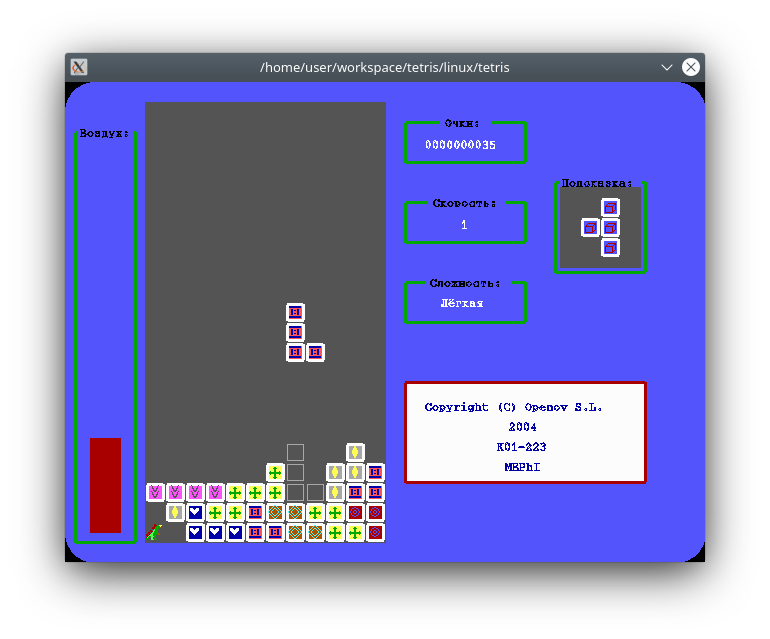 /home/user/workspace/tetris/linux/tetris
Воздух:
Очки:
0000000035
Скорость:
1
Подсказка:
Сложность:
Лёгкая
Copyright (C) Openov S.L.
2004
K01-223
MEPhI